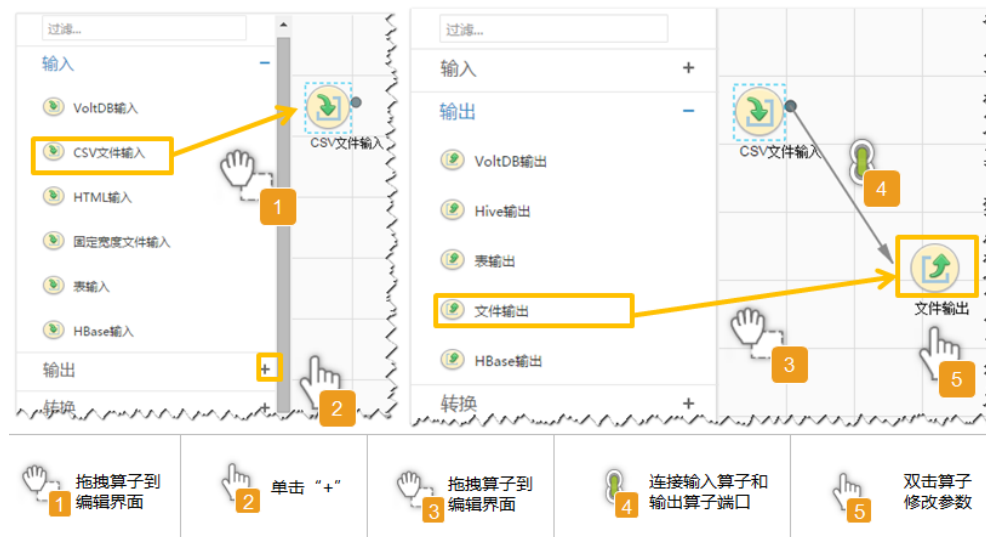 过滤...
输入
−
VoltDB输入
CSV文件输入
HTML输入
固定宽度文件输入
表输入
HBase输入
输出
+
转换
+
CSV文件输入
1
2
过滤...
输入
+
输出
−
VoltDB输出
Hive输出
表输出
文件输出
HBase输出
转换
+
CSV文件输入
4
文件输出
3
5
1
拖拽算子到
编辑界面
2
单击“+”
3
拖拽算子到
编辑界面
4
连接输入算子和
输出算子端口
5
双击算子
修改参数